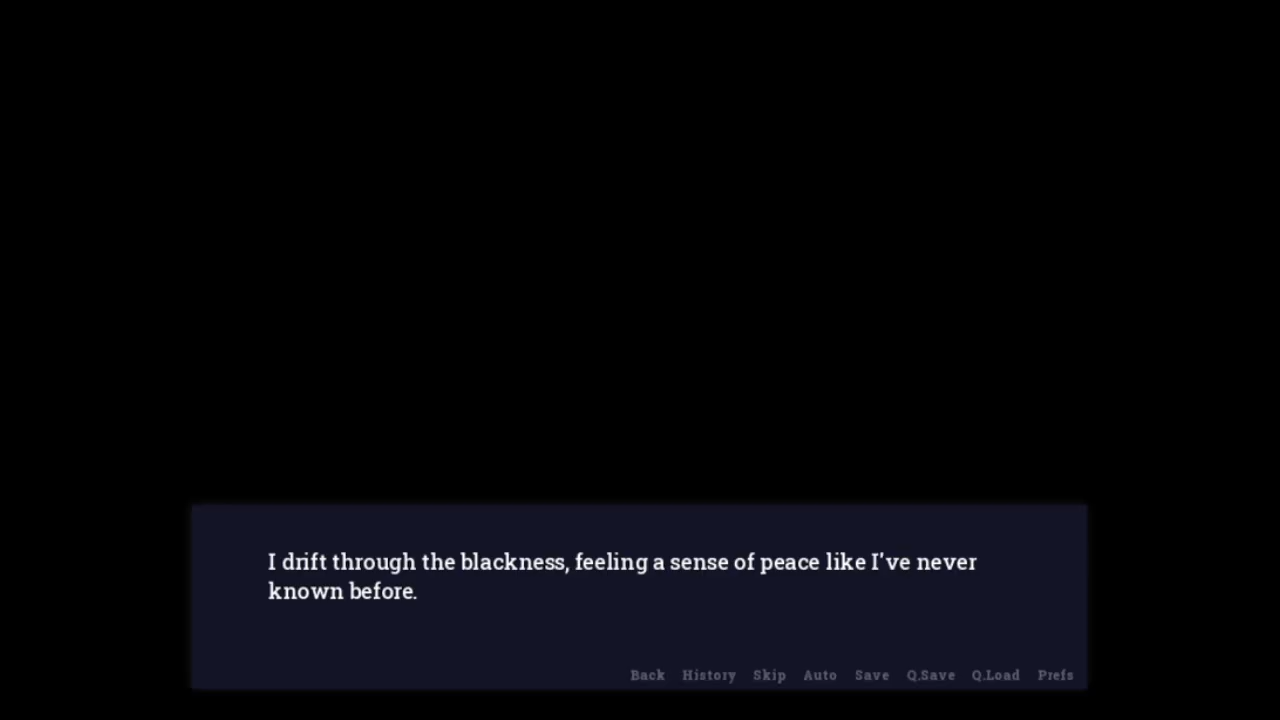 I drift through the blackness, feeling a sense of peace like I've never
known before.
Back History Skip Auto Save Q.Save Q.Load Prefs